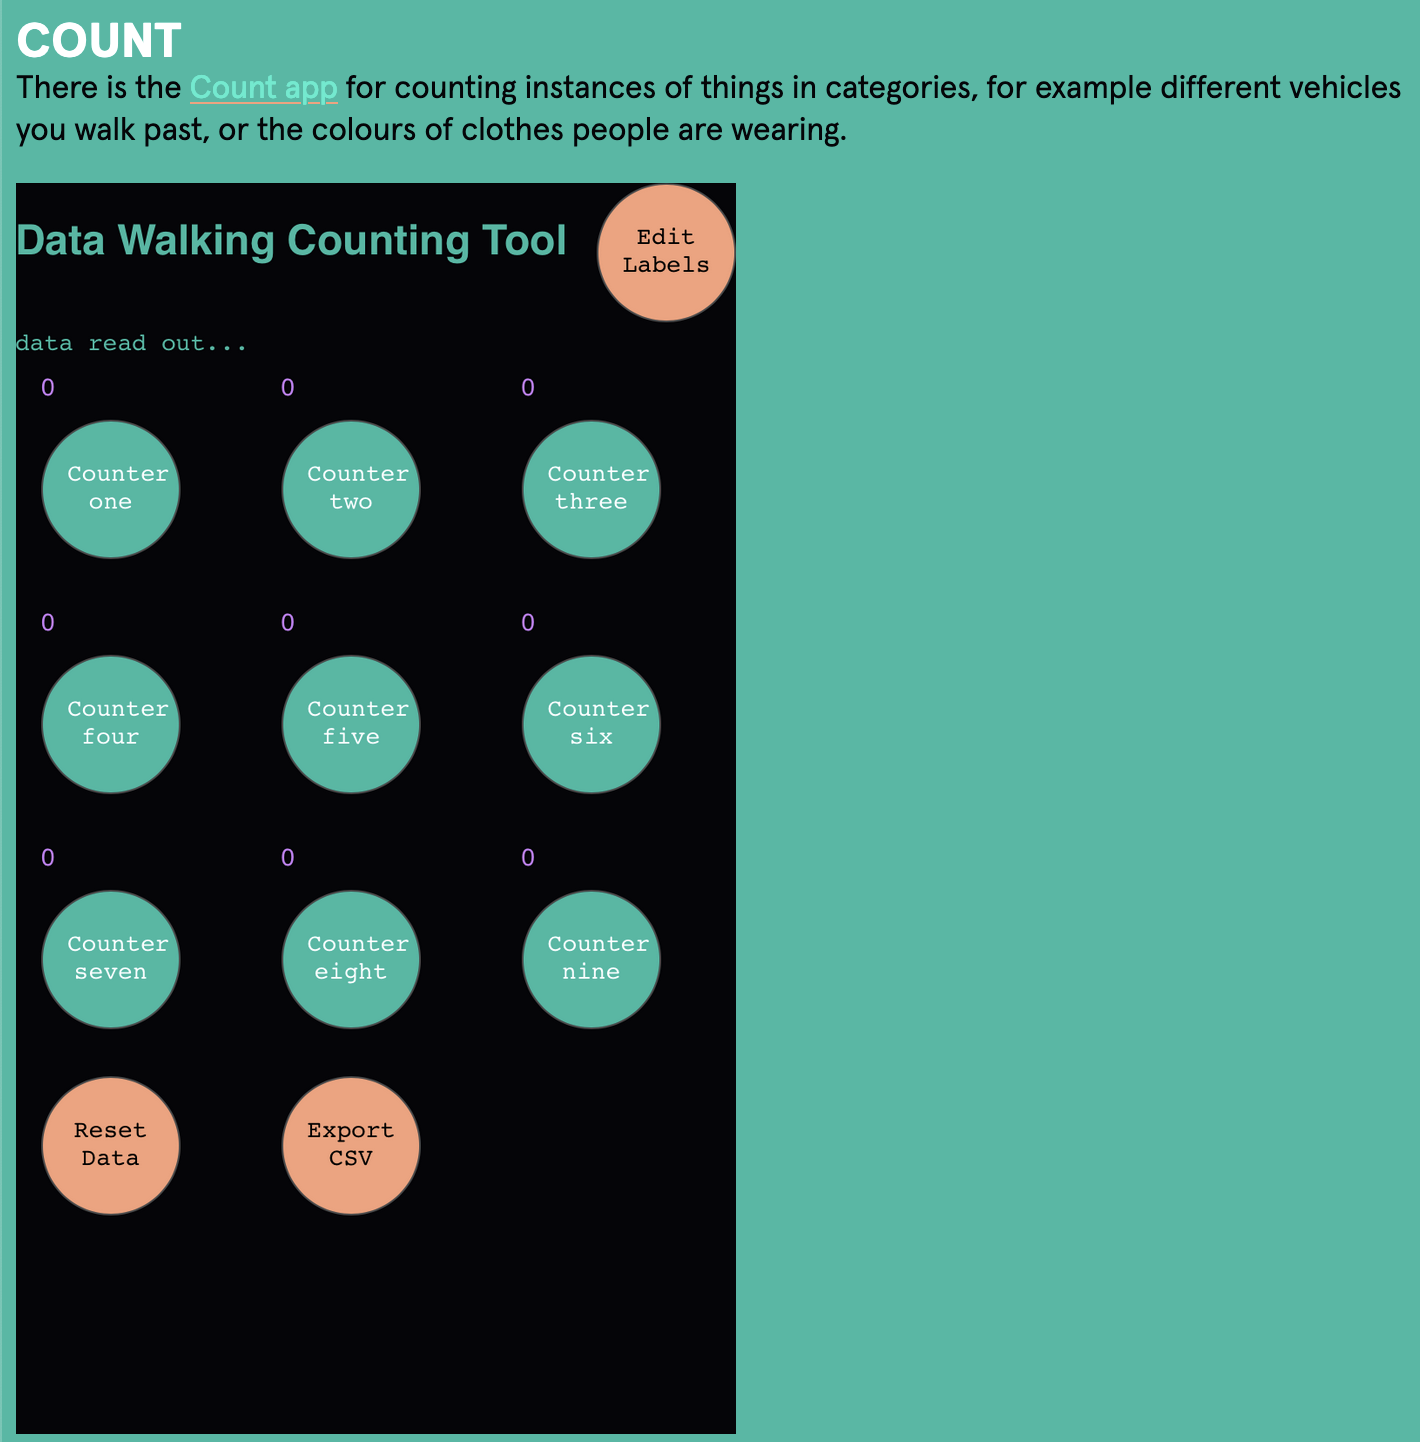 COUNT
There is the Count app for counting instances of things in categories, for example different vehicles
you walk past, or the colours of clothes people are wearing.
Data Walking Counting Tool
Edit
Labels
data read out...
0 0 0
Counter Counter Counter
one two three
0 0 0
Counter Counter Counter
four five six
0 0 0
Counter Counter Counter
seven eight nine
Reset Export
Data CSV